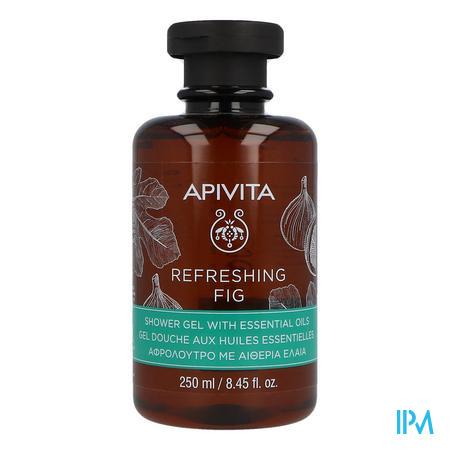 APIVITA
REFRESHING
FIG
SHOWER GEL WITH ESSENTIAL OILS
GEL DOUCHE AUX HUILES ESSENTIELLES
ΑΦΡΟΛΟΥΤΡΟ ΜΕ ΑΙΘΕΡΙΑ ΕΛΑΙΑ
250 ml / 8.45 fl. oz.
IPM